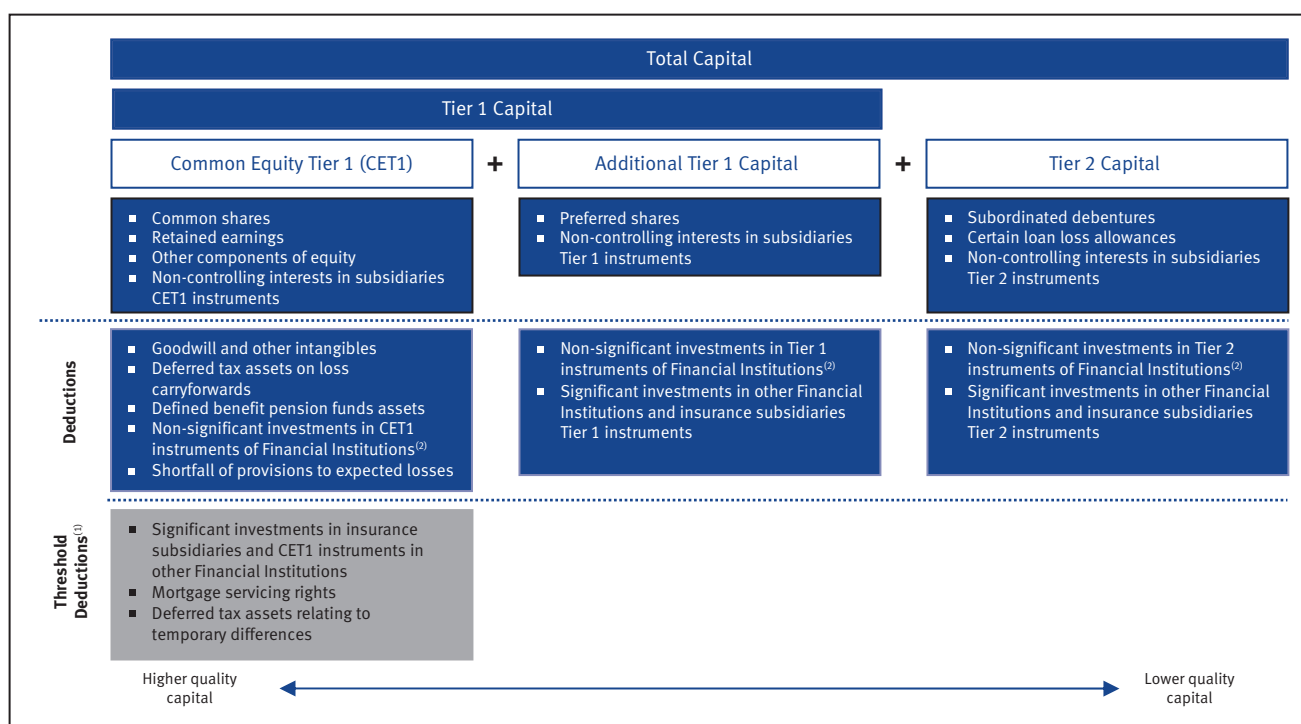 Total Capital
Tier 1 Capital
Common Equity Tier 1 (CET1)
+
Additional Tier 1 Capital
+
Tier 2 Capital
▪ Common shares
▪ Retained earnings
▪ Other components of equity
▪ Non-controlling interests in subsidiaries
CET1 instruments
▪ Preferred shares
▪ Non-controlling interests in subsidiaries
Tier 1 instruments
▪ Subordinated debentures
▪ Certain loan loss allowances
▪ Non-controlling interests in subsidiaries
Tier 2 instruments
Deductions
▪ Goodwill and other intangibles
▪ Deferred tax assets on loss
carryforwards
▪ Defined benefit pension funds assets
▪ Non-significant investments in CET1
instruments of Financial Institutions(2)
▪ Shortfall of provisions to expected losses
▪ Non-significant investments in Tier 1
instruments of Financial Institutions(2)
▪ Significant investments in other Financial
Institutions and insurance subsidiaries
Tier 1 instruments
▪ Non-significant investments in Tier 2
instruments of Financial Institutions(2)
▪ Significant investments in other Financial
Institutions and insurance subsidiaries
Tier 2 instruments
Threshold
Deductions(1)
▪ Significant investments in insurance
subsidiaries and CET1 instruments in
other Financial Institutions
▪ Mortgage servicing rights
▪ Deferred tax assets relating to
temporary differences
Higher quality
capital
Lower quality
capital